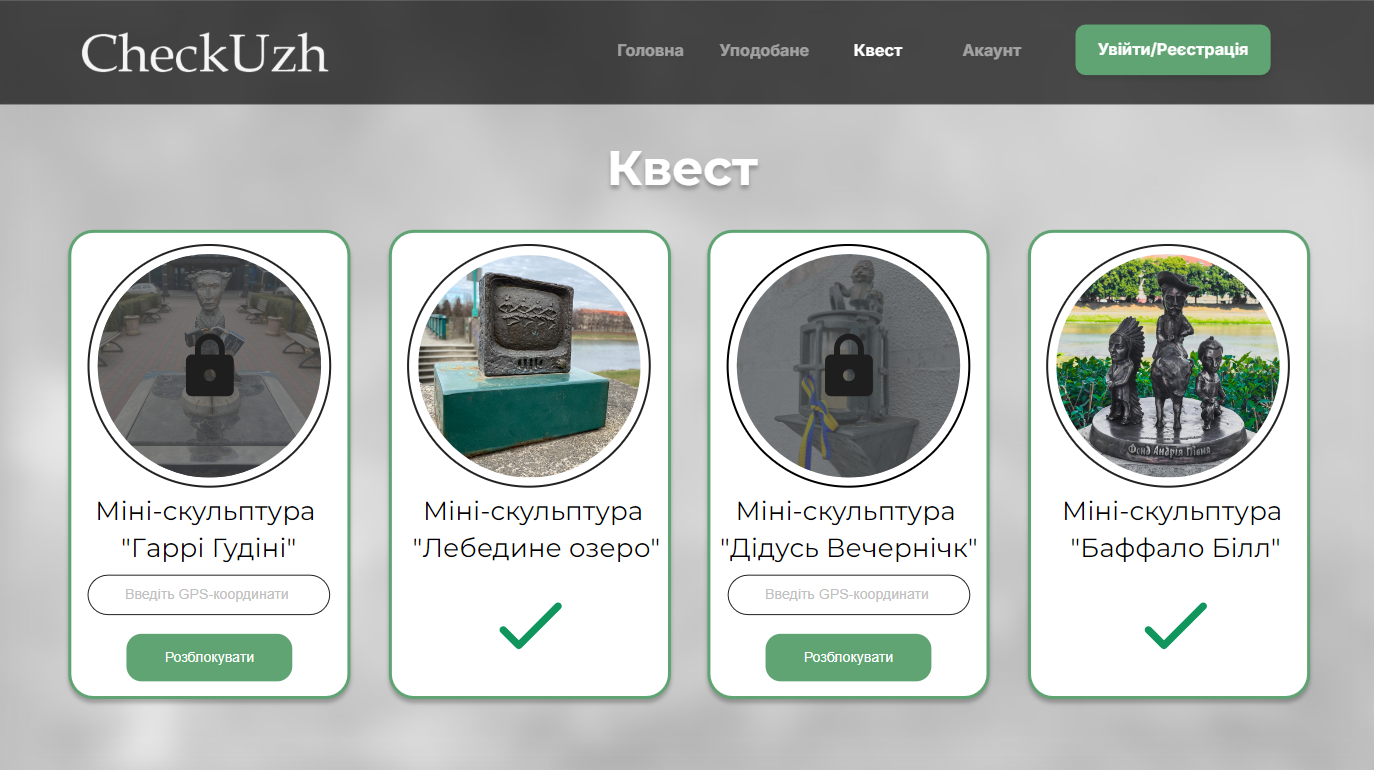 CheckUzh
Головна Уподобане Квест Акаунт Увійти/Реєстрація
Квест
Міні-скульптура
"Гаррі Гудіні"
Введіть GPS-координати
Розблокувати
Міні-скульптура
"Лебедине озеро"
Міні-скульптура
"Дідусь Вечернічк"
Введіть GPS-координати
Розблокувати
Фонд Андрія Півня
Міні-скульптура
"Баффало Білл"